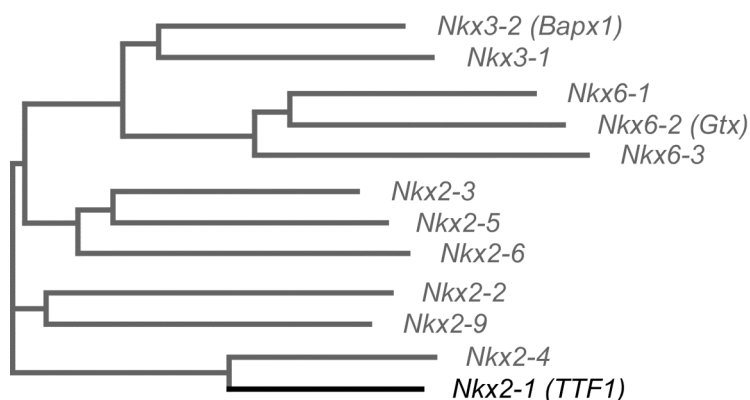 Nkx3-2 (Bapx1)
Nkx3-1
Nkx6-1
Nkx6-2 (Gtx)
Nkx6-3
Nkx2-3
Nkx2-5
Nkx2-6
Nkx2-2
Nkx2-9
Nkx2-4
Nkx2-1 (TTF1)